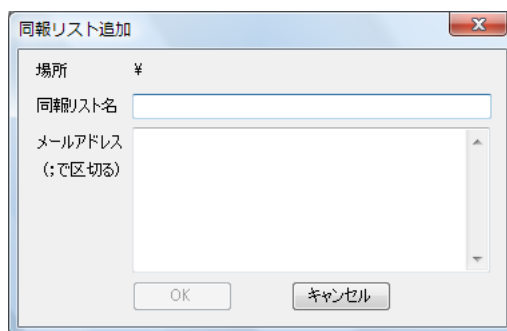 同報リスト追加
場所 ¥
同報リスト名
メールアドレス
(;で区切る)
OK キャンセル